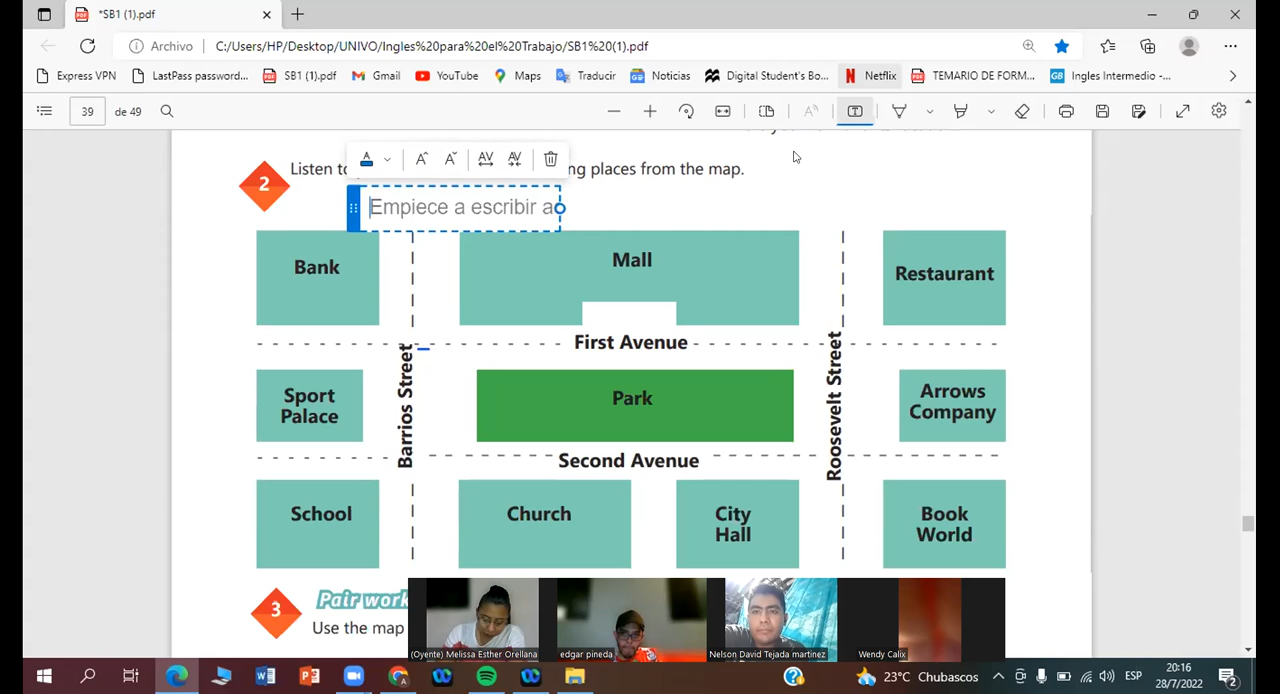 *SB1 (1).pdf
Archivo
C:/Users/HP/Desktop/UNIVO/Ingles%20para%20el%20Trabajo/SB1%20(1).pdf
Express VPN
LastPass password...
SB1 (1).pdf
Gmail
YouTube
Maps
Traducir
Noticias
Digital Student's Bo...
Netflix
TEMARIO DE FORM...
Ingles Intermedio -...
39
de 49
2
Listen to
ng places from the map.
Empiece a escribir a
Bank
Mall
Restaurant
First Avenue
Barrios Street
Roosevelt Street
Sport
Palace
Park
Arrows
Company
Second Avenue
School
Church
City
Hall
Book
World
3
Pair work
Use the map
(Oyente) Melissa Esther Orellana
edgar pineda
Nelson David Tejada martinez
Wendy Calix
23°C Chubascos
ESP
20:16
28/7/2022
2